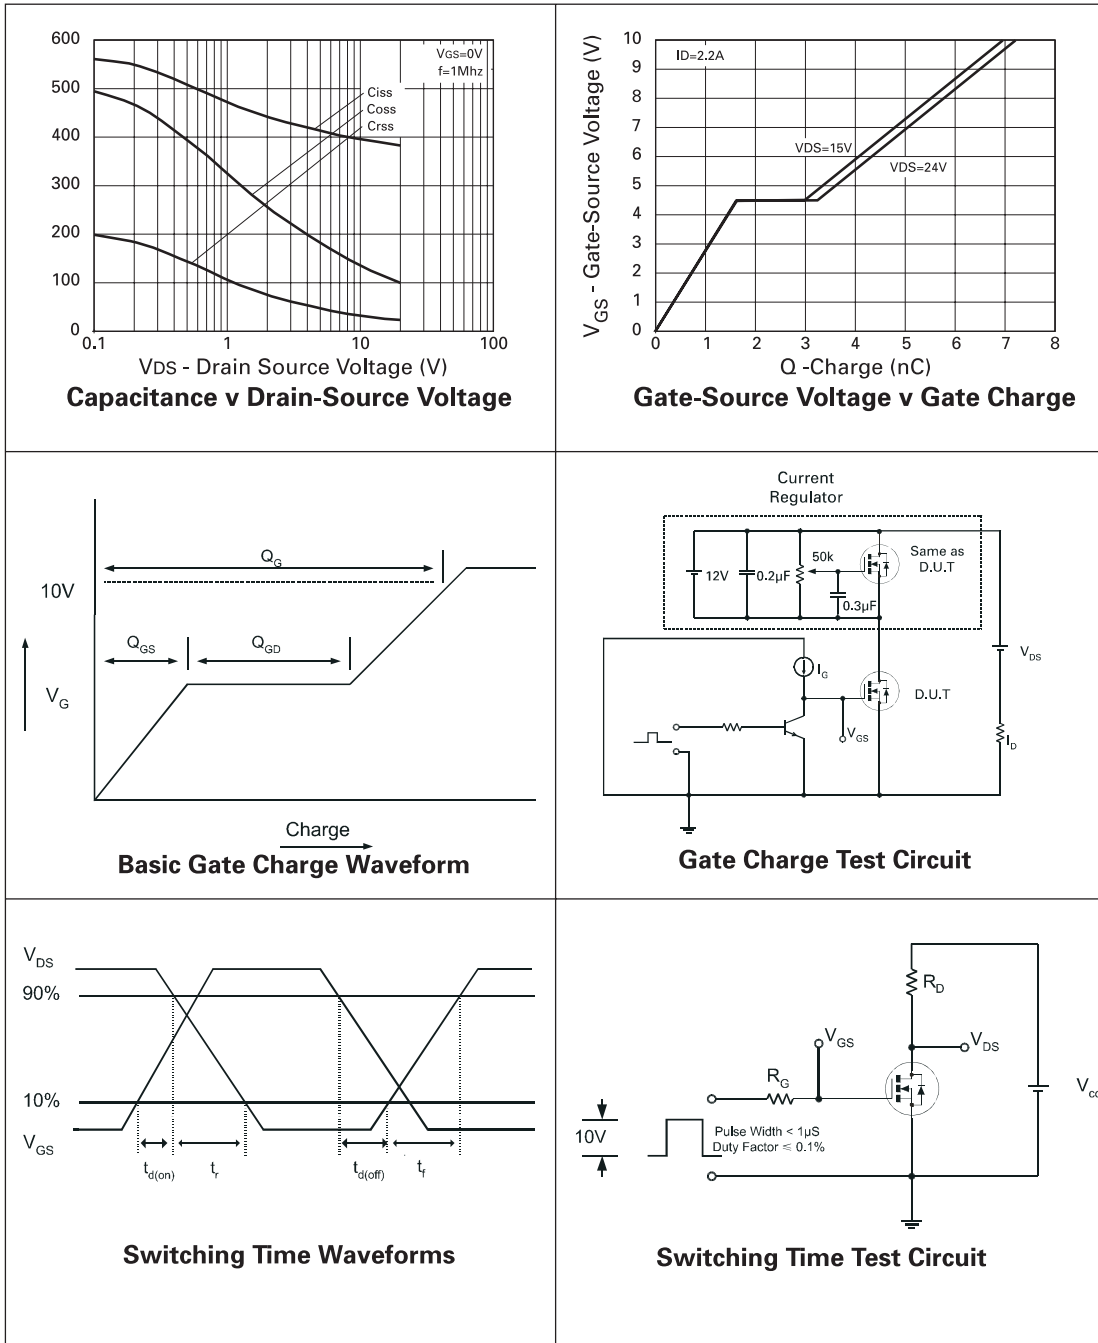 600
500
400
300
200
100
0
0.1
1
10
100
VGS=0V
f=1Mhz
Ciss
Coss
Crss
VDS - Drain Source Voltage (V)
Capacitance v Drain-Source Voltage
VGS - Gate-Source Voltage (V)
10
9
8
7
6
5
4
3
2
1
0
0 1 2 3 4 5 6 7 8
ID=2.2A
VDS=15V
VDS=24V
Q -Charge (nC)
Gate-Source Voltage v Gate Charge
QG
10V
QGS
QGD
VG
Charge
Basic Gate Charge Waveform
Current
Regulator
12V
0.2µF
50k
0.3µF
Same as
D.U.T
IG
VDS
D.U.T
VGS
ID
Gate Charge Test Circuit
VDS
90%
10%
VGS
td(on)
tr
td(off)
tf
Switching Time Waveforms
RD
VGS
VDS
RG
Vcc
10V
Pulse Width < 1µS
Duty Factor ≤ 0.1%
Switching Time Test Circuit